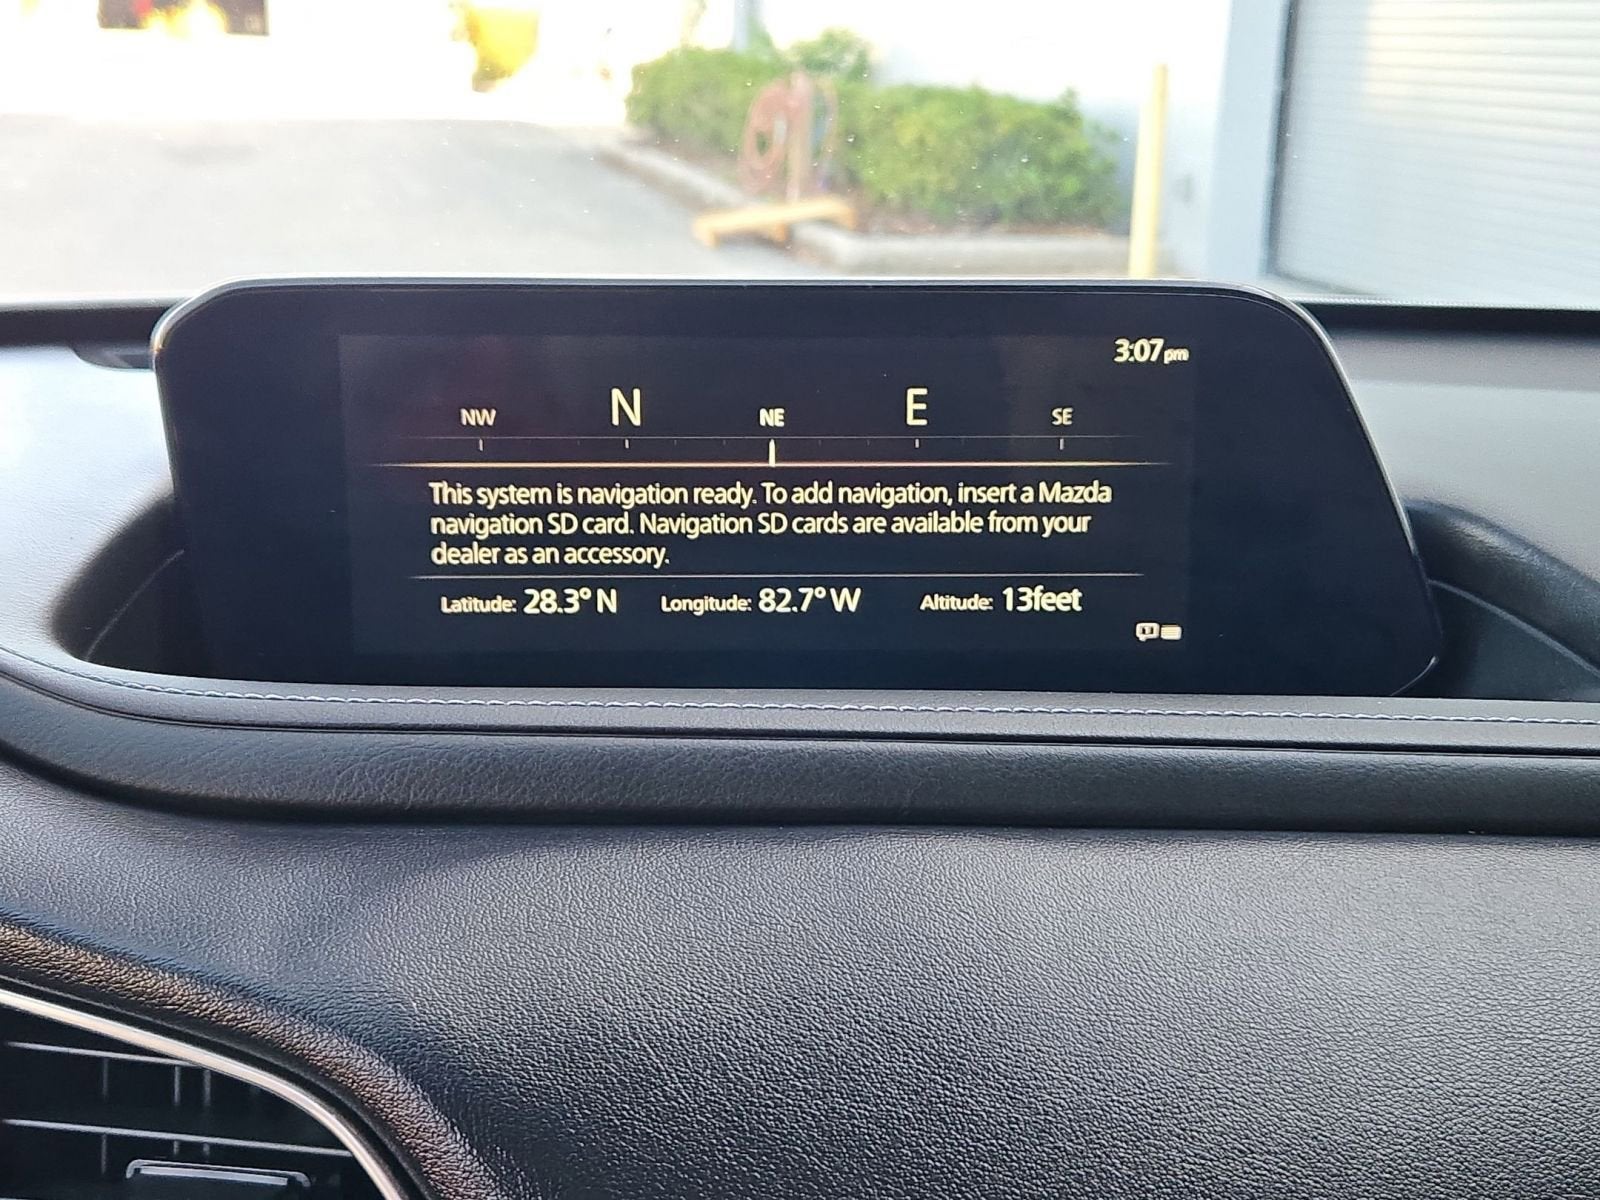 3:07pm
NW N NE E SE
This system is navigation ready. To add navigation, insert a Mazda
navigation SD card. Navigation SD cards are available from your
dealer as an accessory.
Latitude: 28.3° N Longitude: 82.7° W Altitude: 13feet